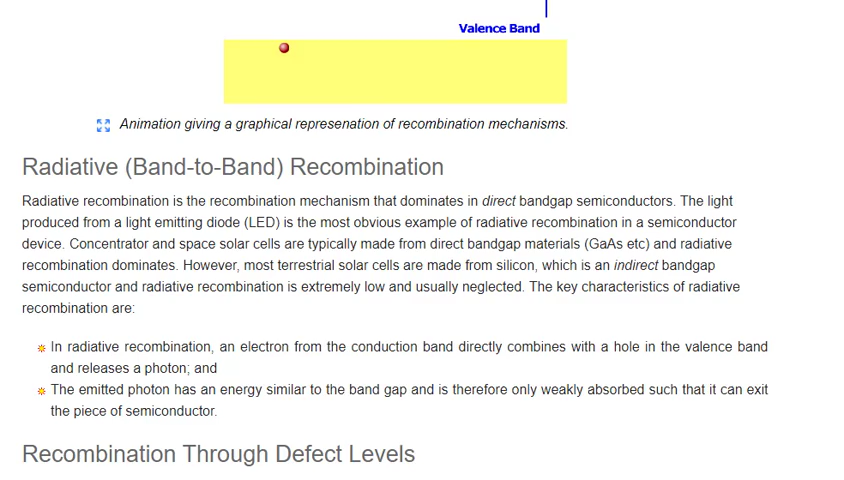 Valence Band
Animation giving a graphical represenation of recombination mechanisms.
Radiative (Band-to-Band) Recombination
Radiative recombination is the recombination mechanism that dominates in direct bandgap semiconductors. The light
produced from a light emitting diode (LED) is the most obvious example of radiative recombination in a semiconductor
device. Concentrator and space solar cells are typically made from direct bandgap materials (GaAs etc) and radiative
recombination dominates. However, most terrestrial solar cells are made from silicon, which is an indirect bandgap
semiconductor and radiative recombination is extremely low and usually neglected. The key characteristics of radiative
recombination are:
In radiative recombination, an electron from the conduction band directly combines with a hole in the valence band
and releases a photon; and
The emitted photon has an energy similar to the band gap and is therefore only weakly absorbed such that it can exit
the piece of semiconductor.
Recombination Through Defect Levels